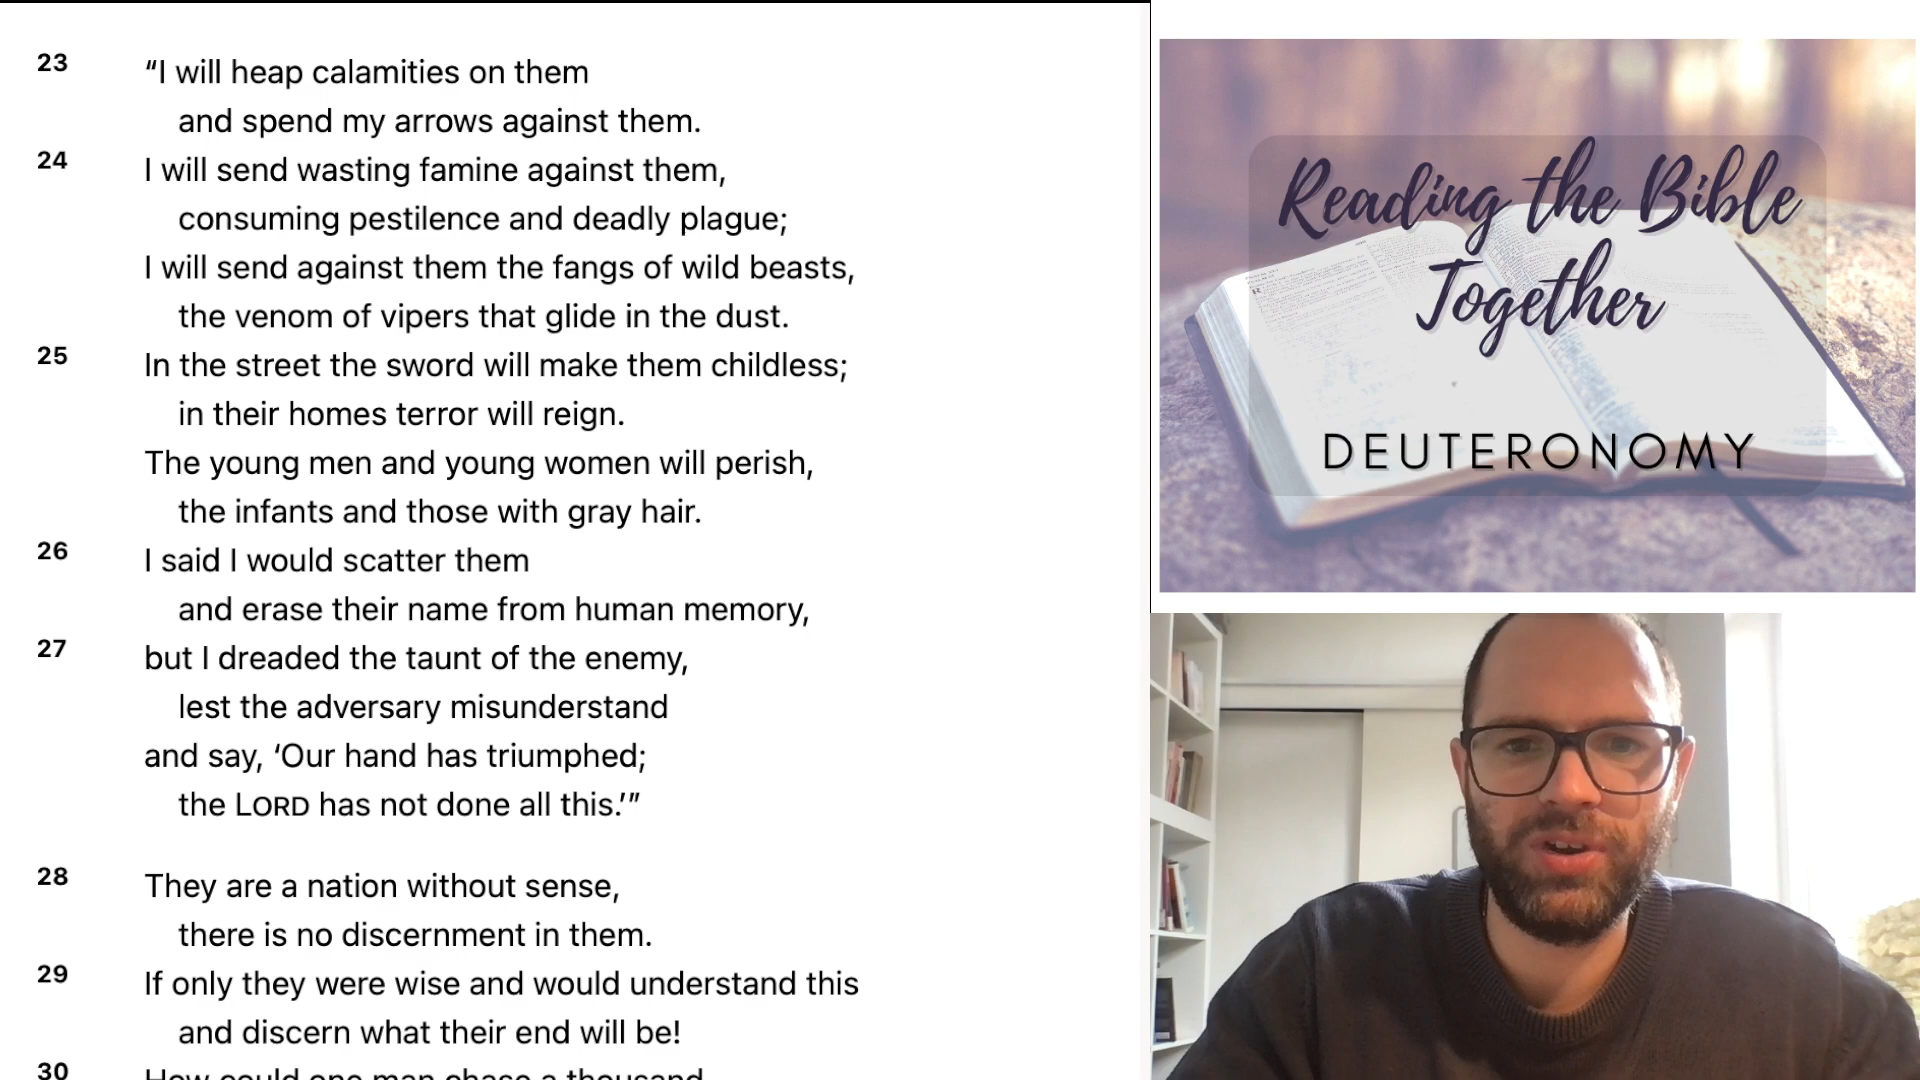 23 “I will heap calamities on them
and spend my arrows against them.
24 I will send wasting famine against them,
consuming pestilence and deadly plague;
I will send against them the fangs of wild beasts,
the venom of vipers that glide in the dust.
25 In the street the sword will make them childless;
in their homes terror will reign.
The young men and young women will perish,
the infants and those with gray hair.
26 I said I would scatter them
and erase their name from human memory,
27 but I dreaded the taunt of the enemy,
lest the adversary misunderstand
and say, ‘Our hand has triumphed;
the LORD has not done all this.’”
28 They are a nation without sense,
there is no discernment in them.
29 If only they were wise and would understand this
and discern what their end will be!
30 How could one man chase a thousand
Reading the Bible
Together
DEUTERONOMY